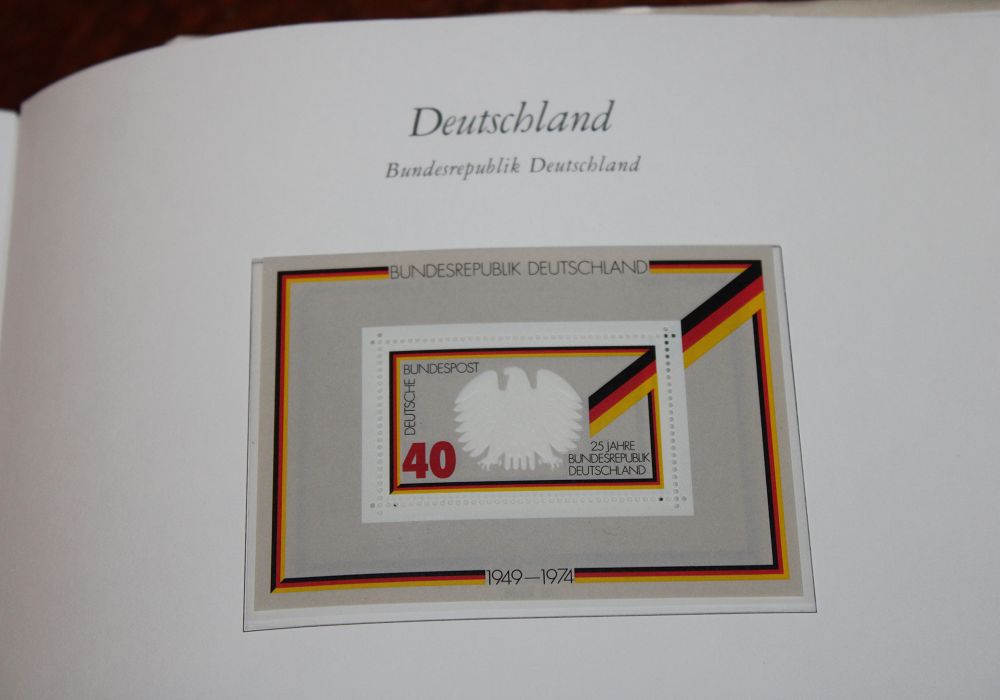 Deutschland
Bundesrepublik Deutschland
BUNDESREPUBLIK DEUTSCHLAND
DEUTSCHE
BUNDESPOST
40
25 JAHRE
BUNDESREPUBLIK
DEUTSCHLAND
1949—1974